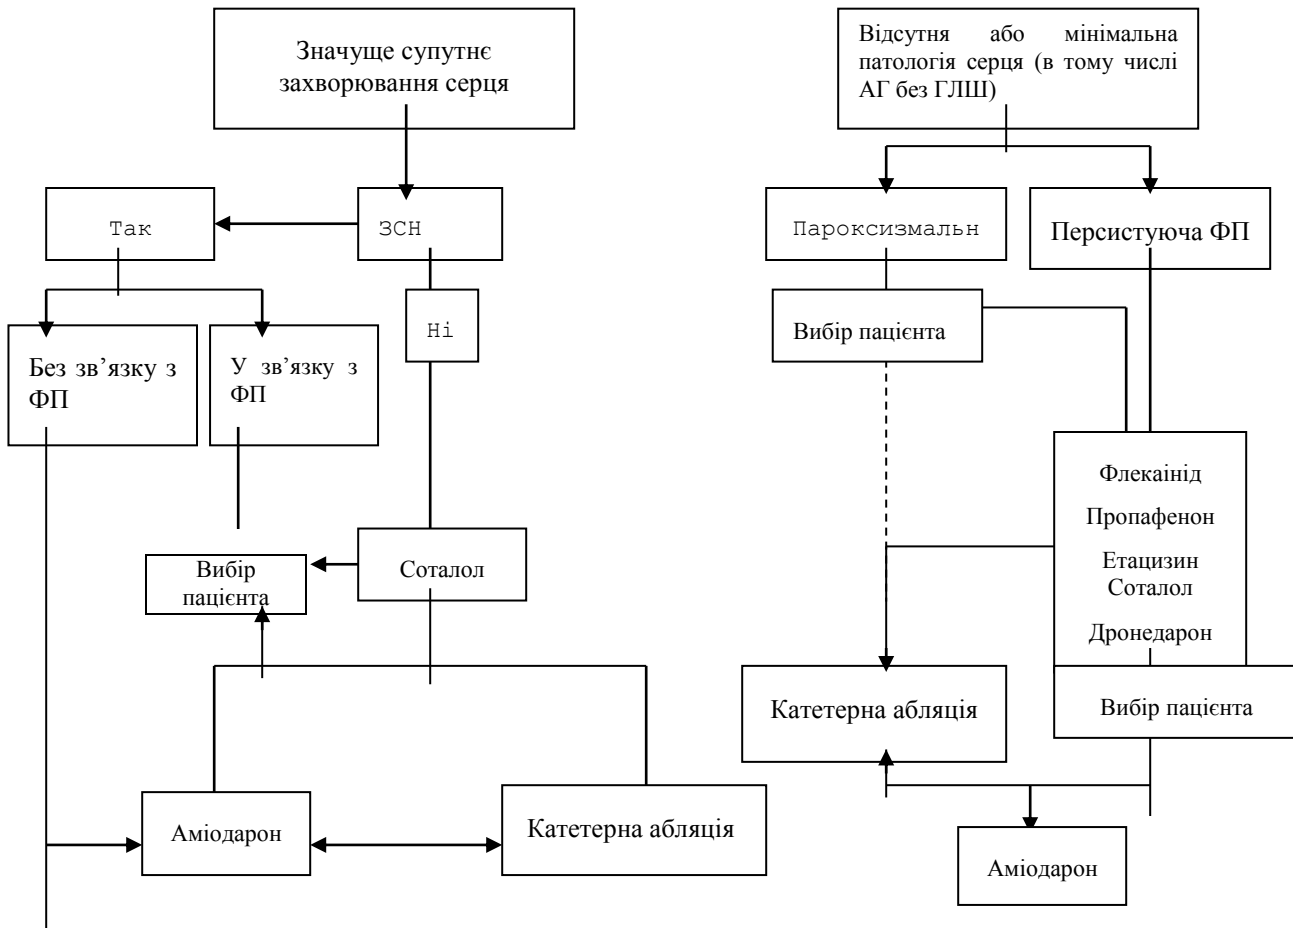 Значуще супутнє
захворювання серця
Відсутня або мінімальна
патологія серця (в тому числі
АГ без ГЛШ)
Так
ЗСН
Пароксизмальн
Персистуюча ФП
Ні
Вибір пацієнта
Без зв’язку з
ФП
У зв’язку з
ФП
Флекаінід
Пропафенон
Етацизин
Соталол
Дронедарон
Вибір
пацієнта
Соталол
Катетерна абляція
Вибір пацієнта
Аміодарон
Катетерна абляція
Аміодарон